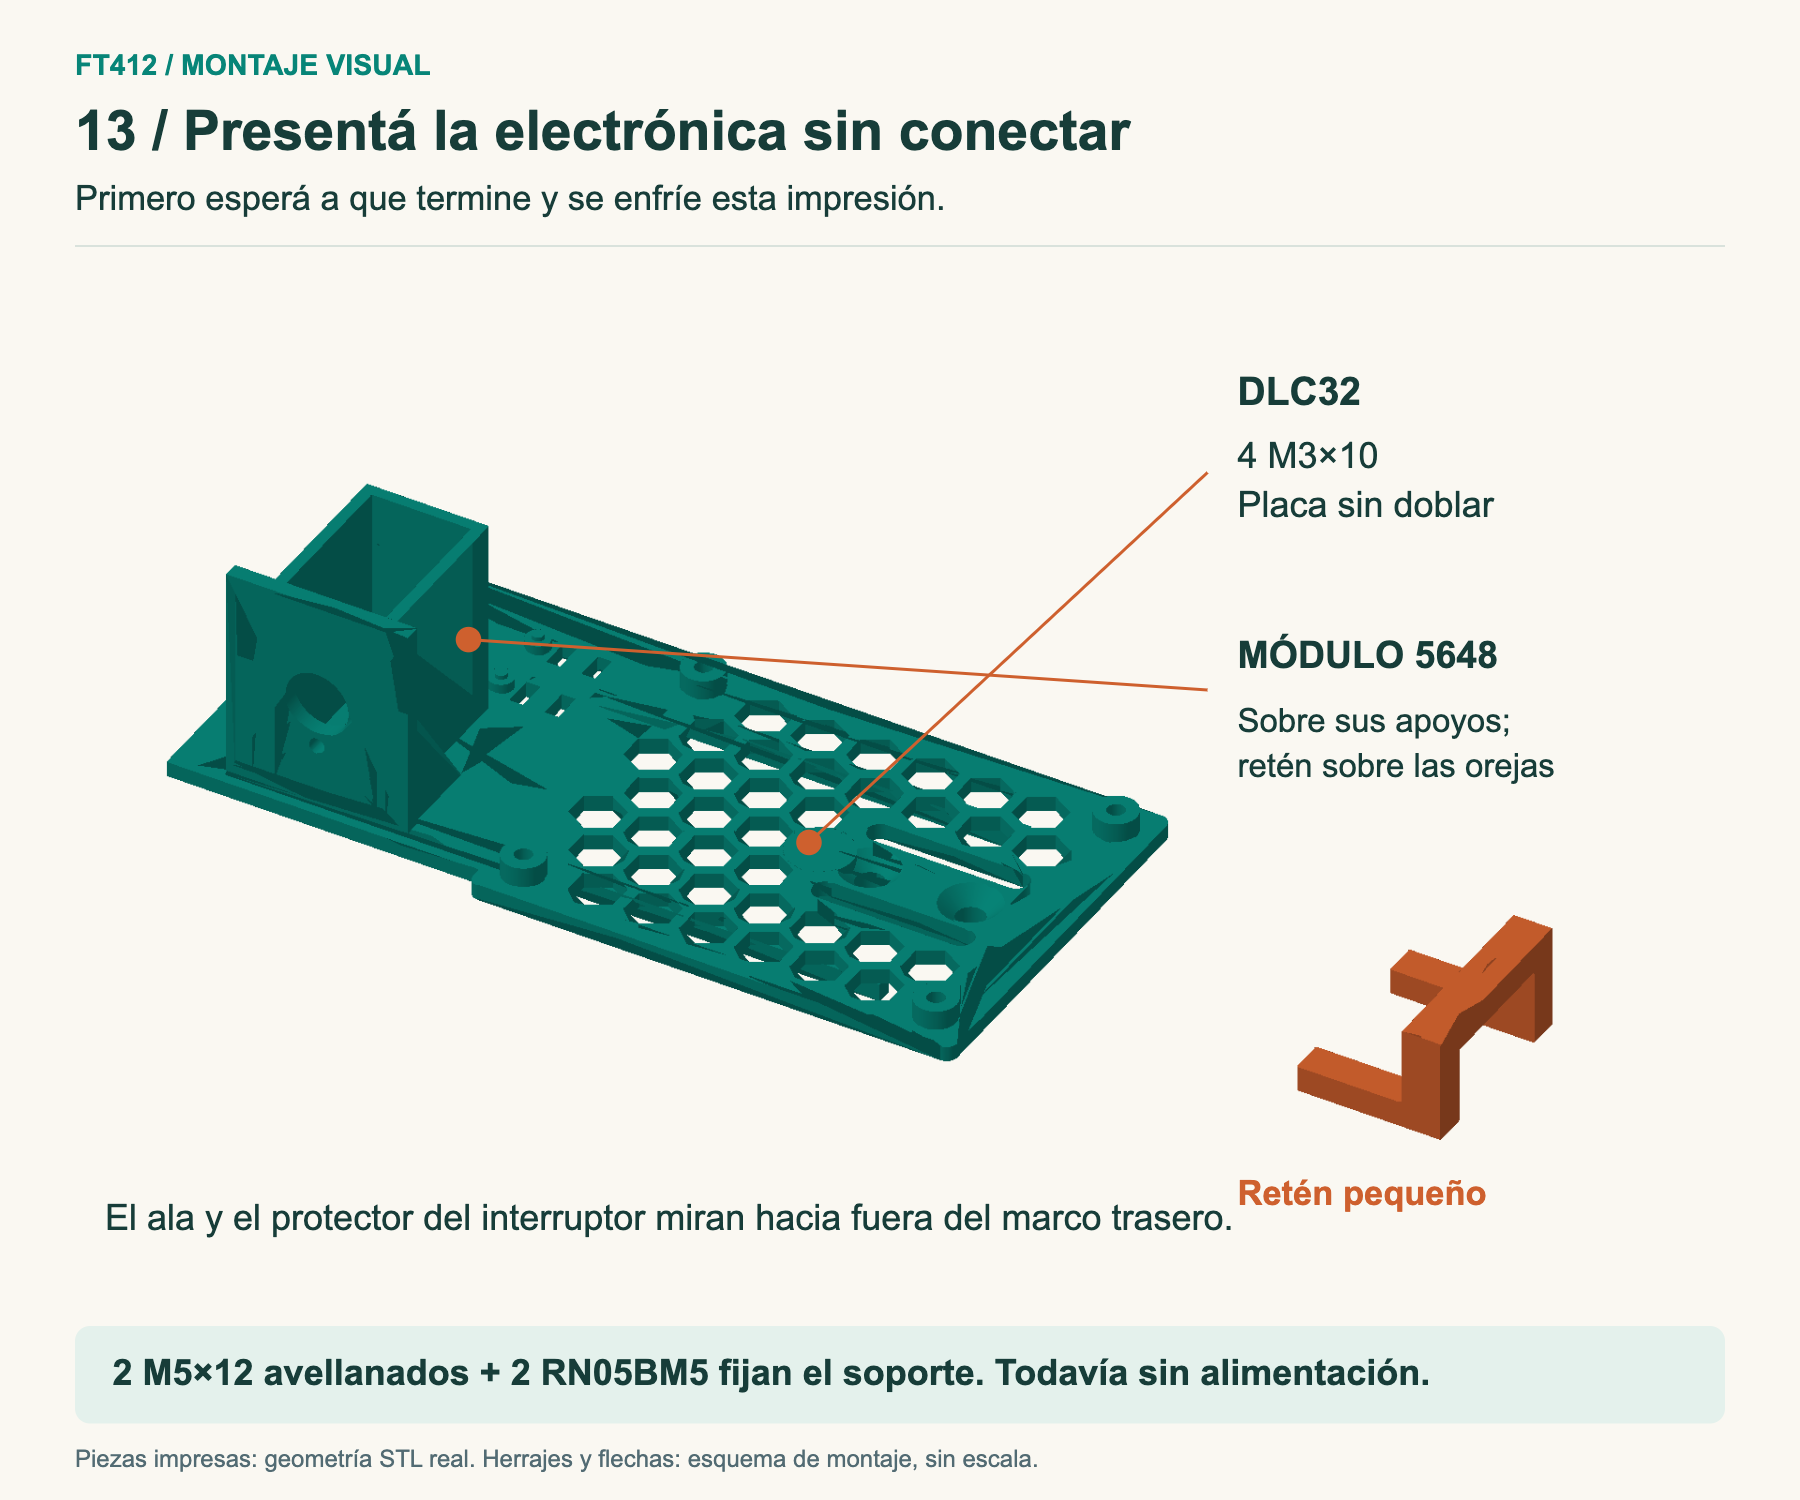 FT412 / MONTAJE VISUAL
13 / Presentá la electrónica sin conectar
Primero esperá a que termine y se enfríe esta impresión.
DLC32
4 M3×10
Placa sin doblar
MÓDULO 5648
Sobre sus apoyos;
retén sobre las orejas
Retén pequeño
El ala y el protector del interruptor miran hacia fuera del marco trasero.
2 M5×12 avellanados + 2 RN05BM5 fijan el soporte. Todavía sin alimentación.
Piezas impresas: geometría STL real. Herrajes y flechas: esquema de montaje, sin escala.